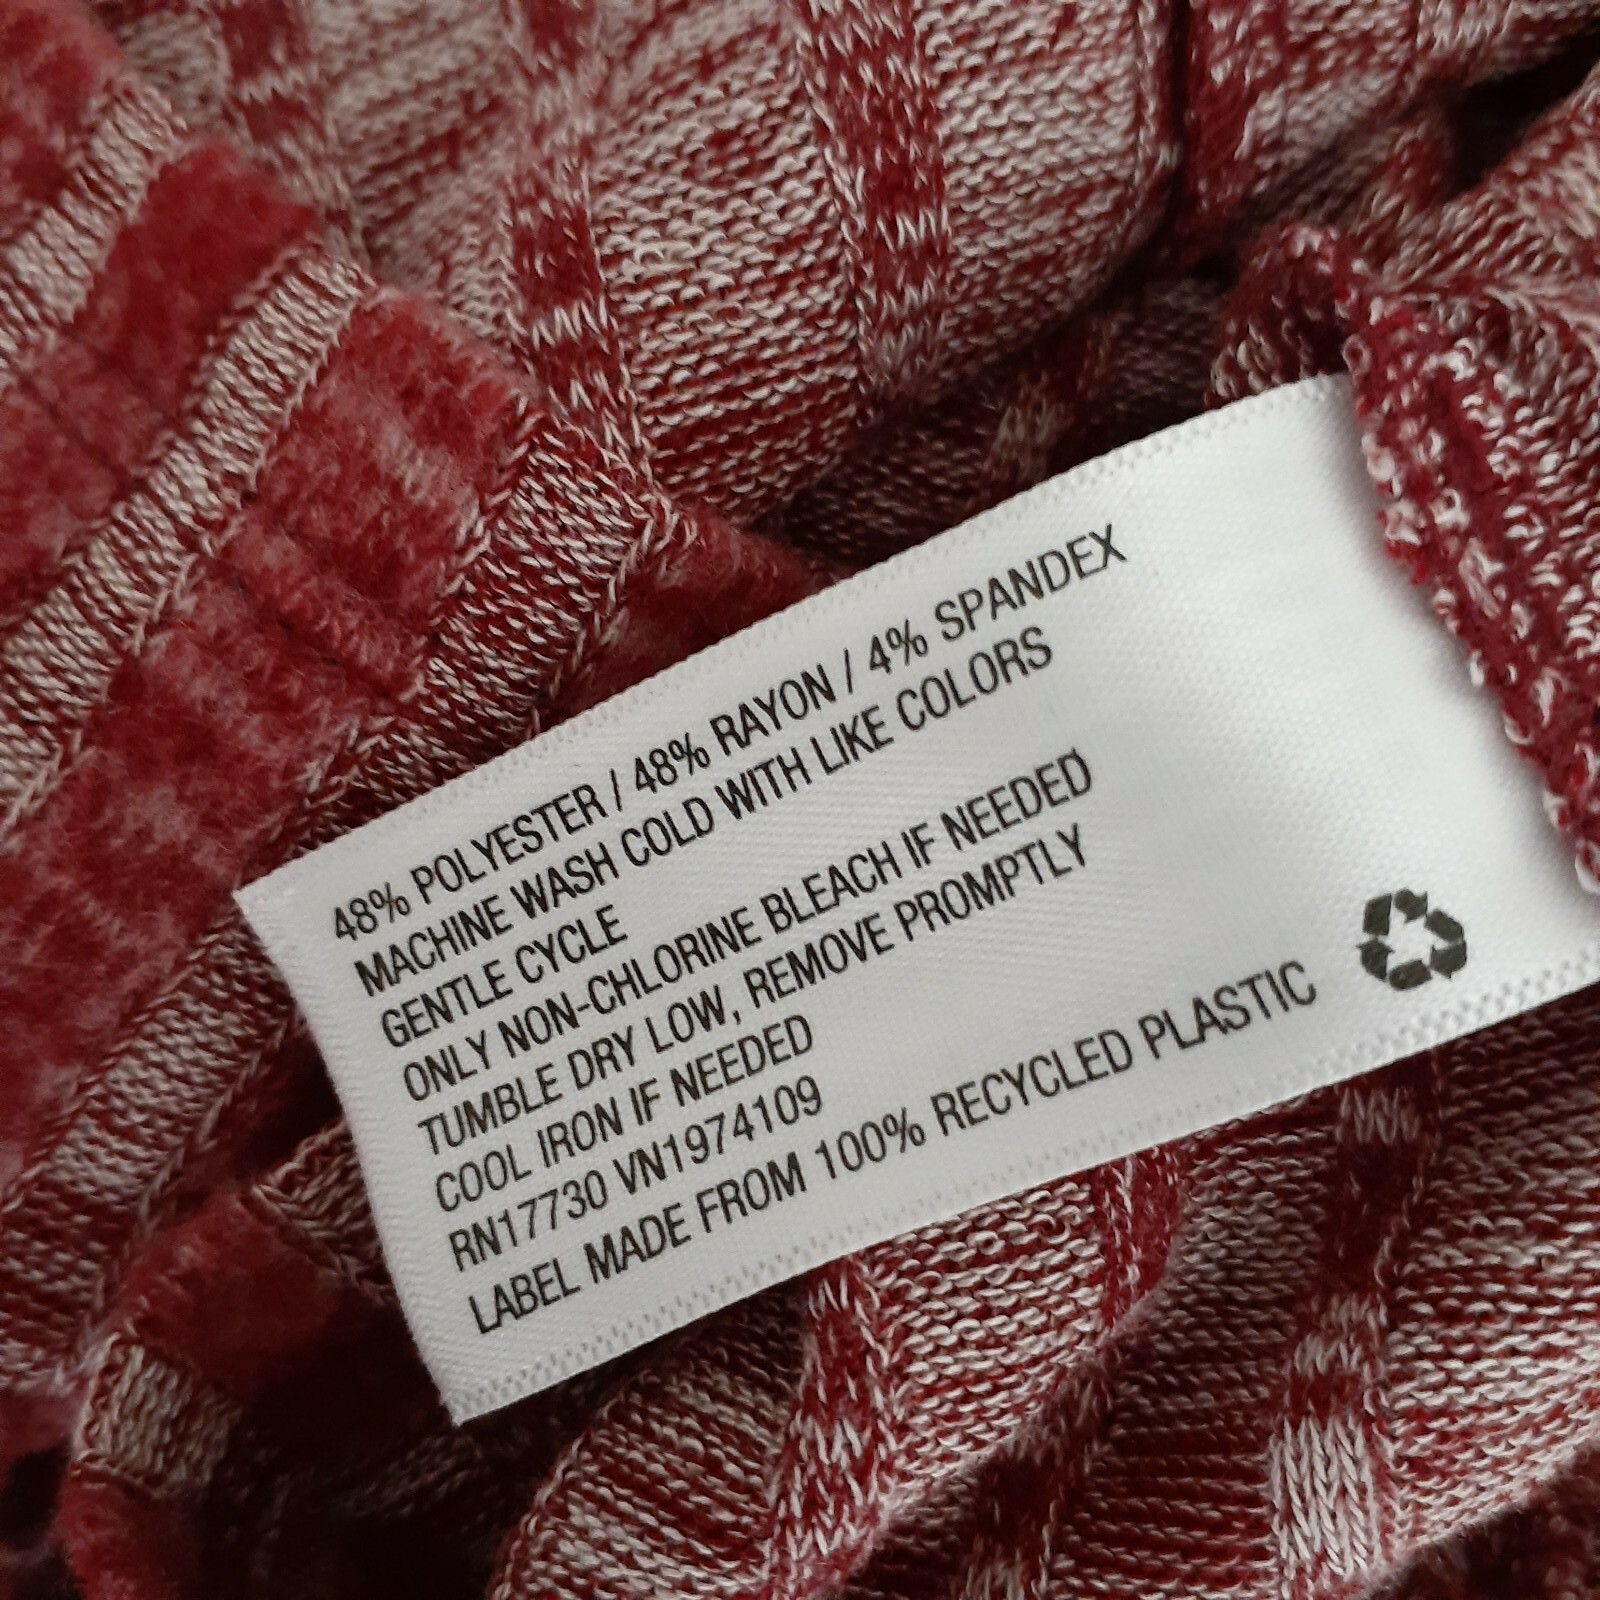 48% POLYESTER / 48% RAYON / 4% SPANDEX
MACHINE WASH COLD WITH LIKE COLORS
GENTLE CYCLE
ONLY NON-CHLORINE BLEACH IF NEEDED
TUMBLE DRY LOW, REMOVE PROMPTLY
COOL IRON IF NEEDED
RN17730 VN1974109
LABEL MADE FROM 100% RECYCLED PLASTIC